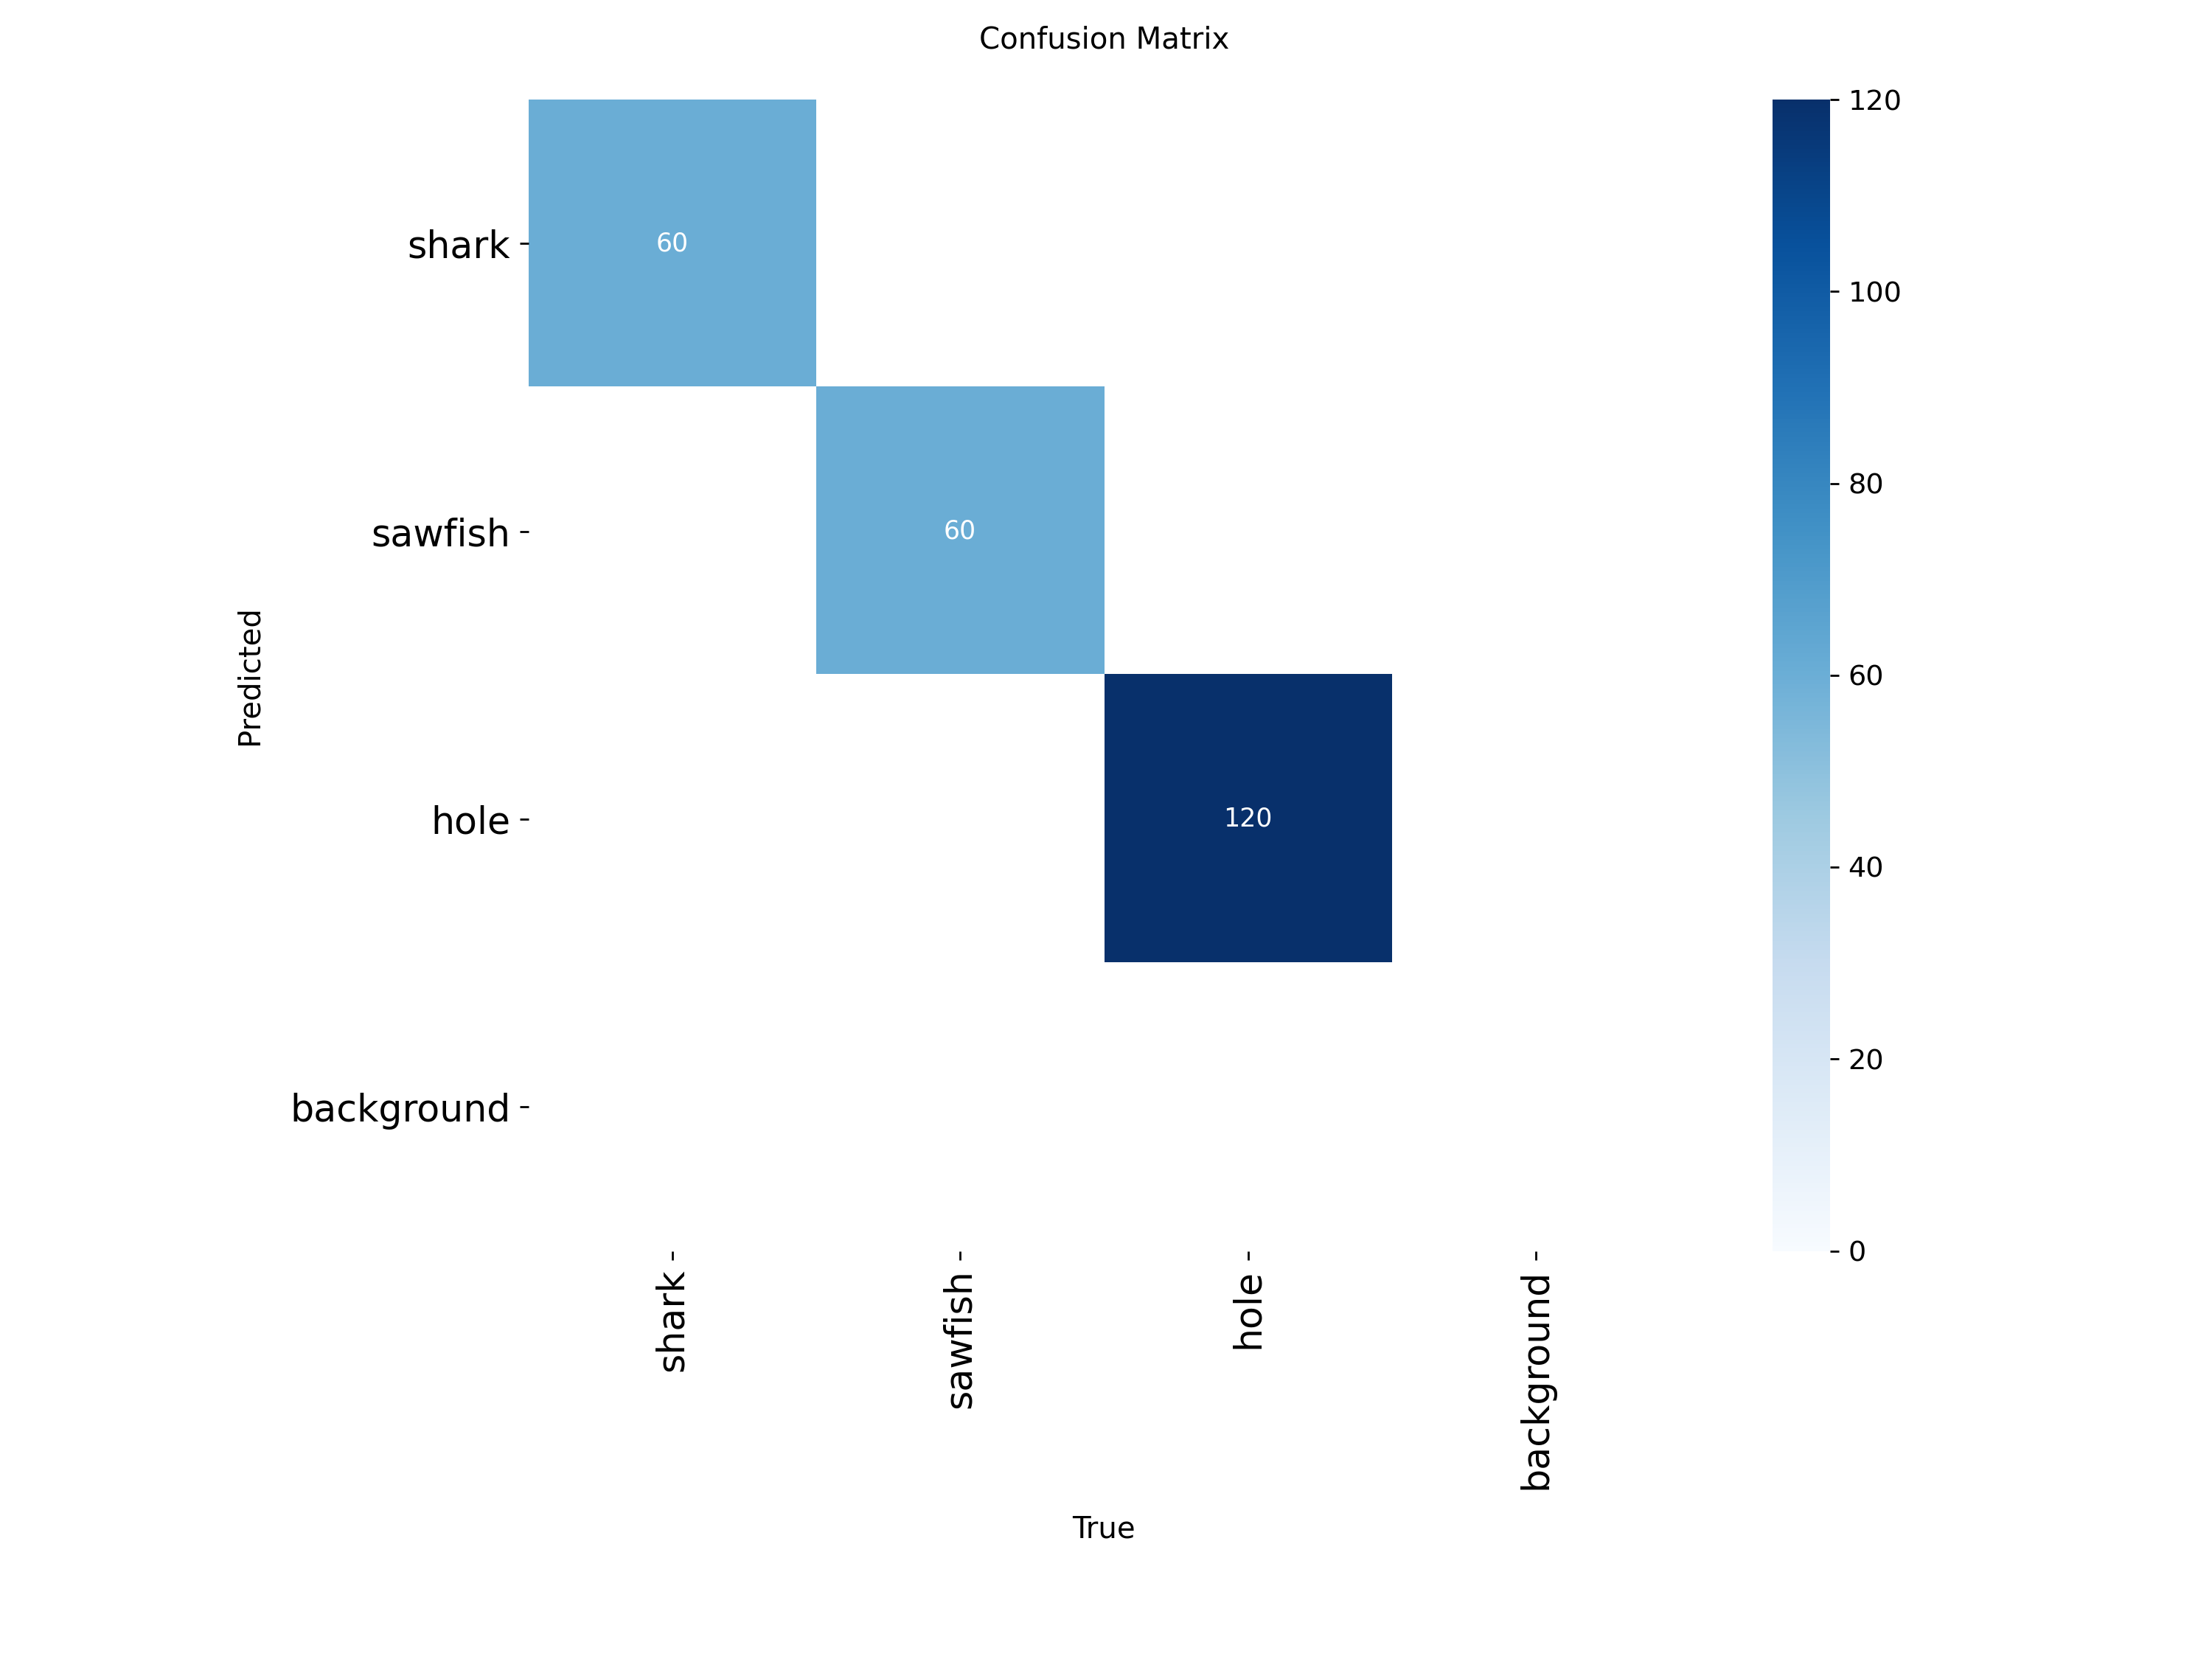 Confusion Matrix
shark
60
sawfish
60
hole
120
background
Predicted
shark
sawfish
hole
background
True
120
100
80
60
40
20
0